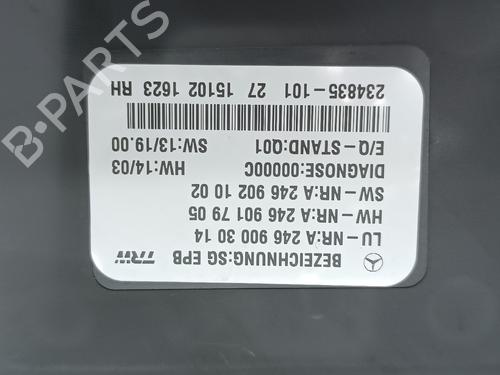 BEZEICHNUNG:SG EPB TRW
LU-NR:A 246 900 30 14
HW-NR:A 246 901 79 05
SW-NR:A 246 902 10 02
DIAGNOSE:00000C HW:14/03
E/Q-STAND:Q01 SW:13/19.00
234835-101 27 15102 1623 RH
B-PARTS